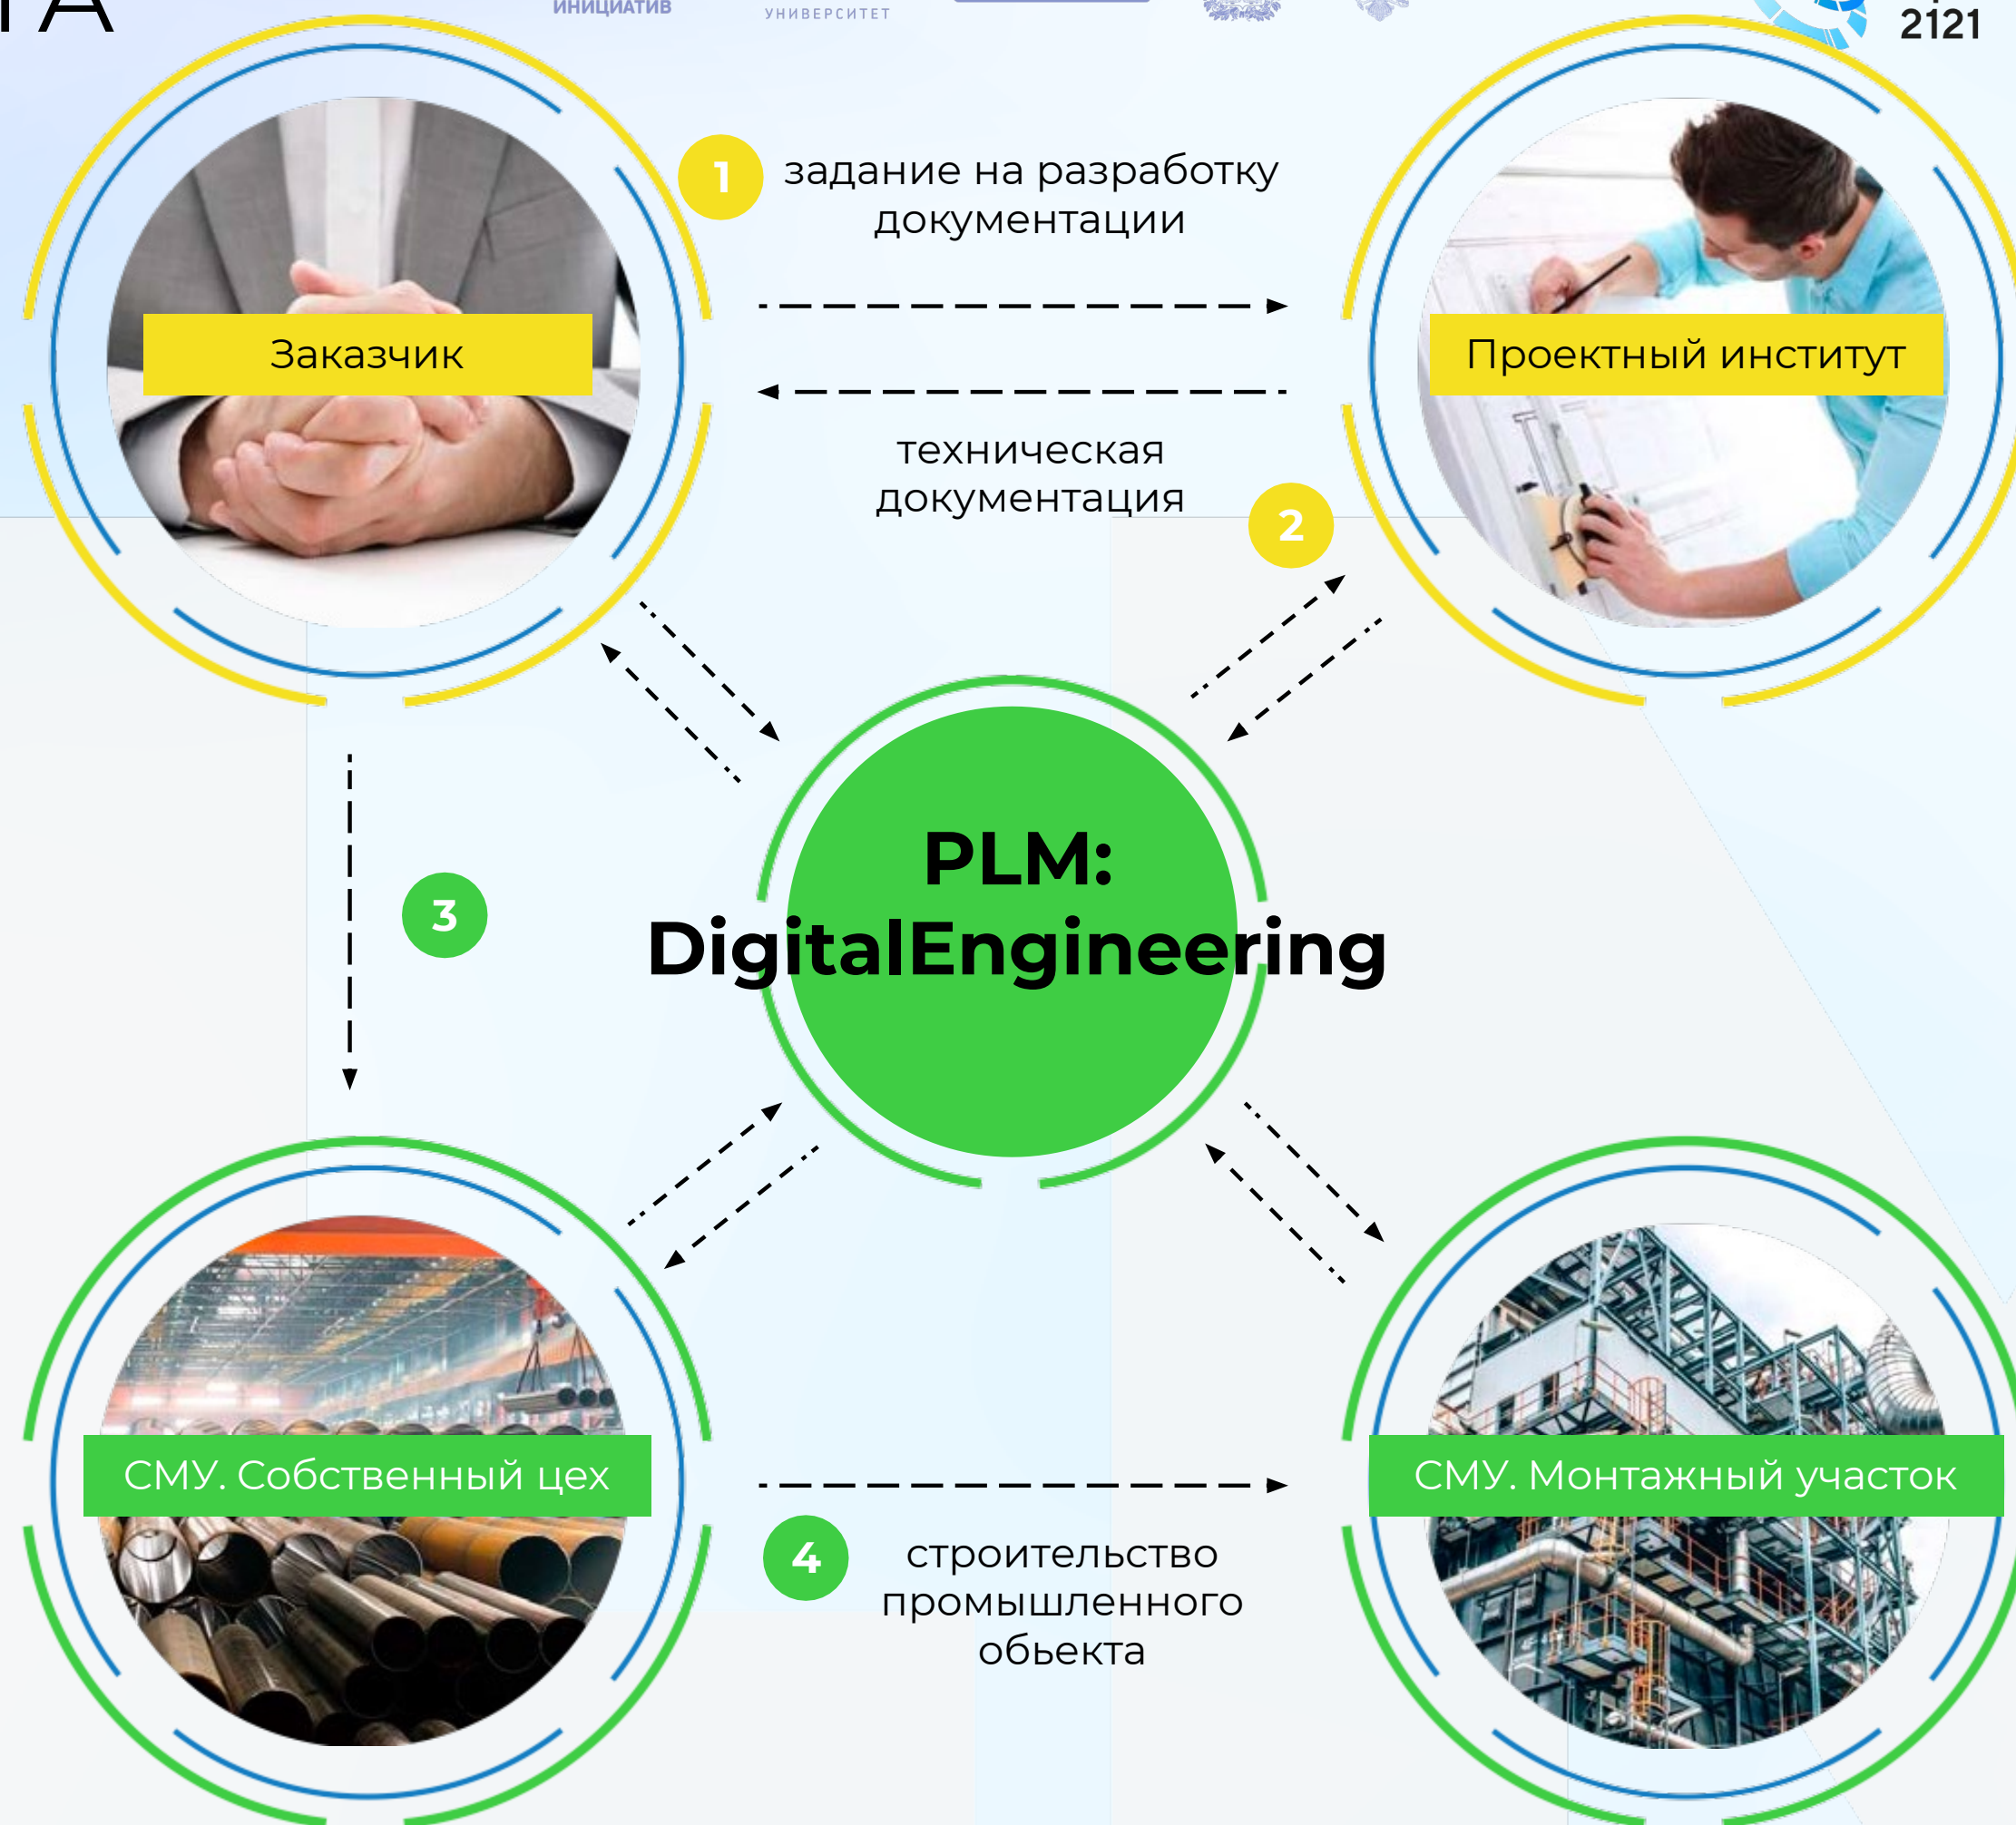 ИНИЦИАТИВ
УНИВЕРСИТЕТ
2121
1
задание на разработку
документации
Заказчик
Проектный институт
техническая
документация
2
PLM:
DigitalEngineering
3
СМУ. Собственный цех
СМУ. Монтажный участок
4
строительство
промышленного
обьекта